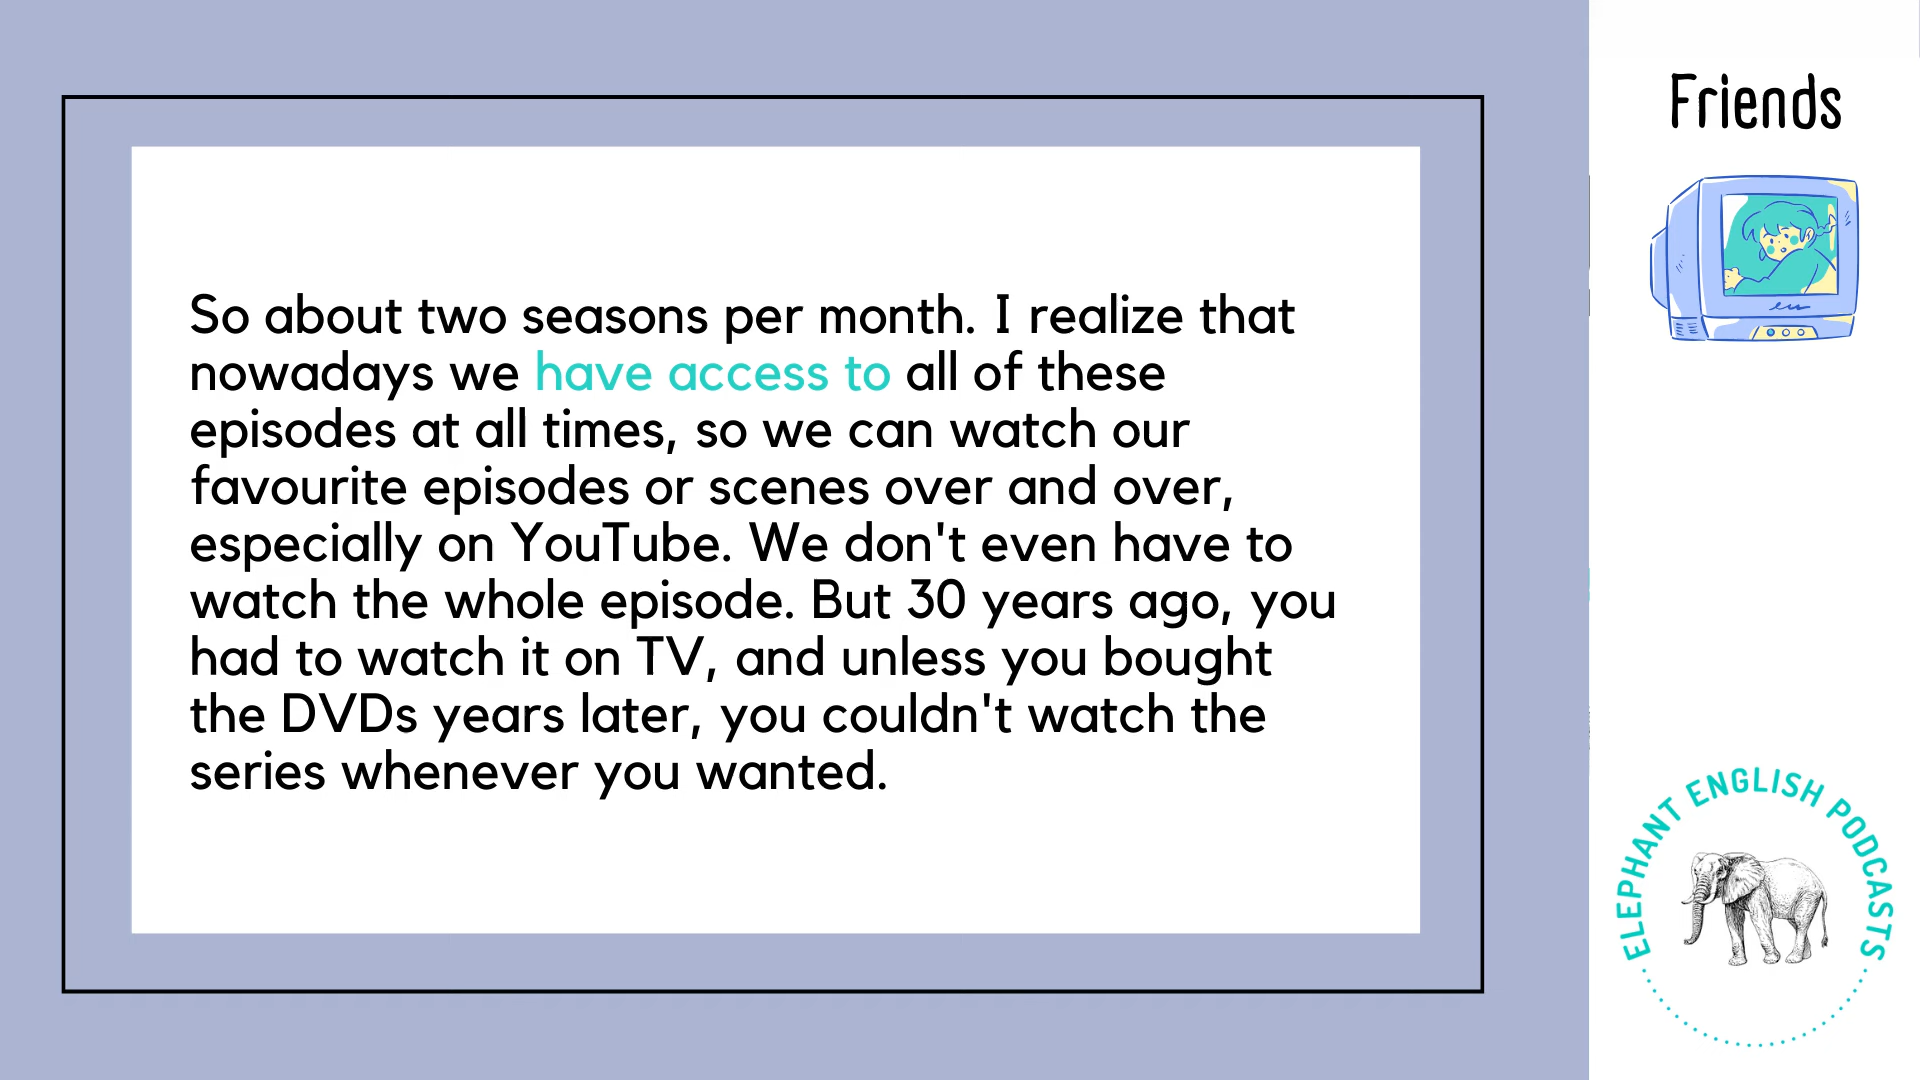 Friends
So about two seasons per month. I realize that
nowadays we have access to all of these
episodes at all times, so we can watch our
favourite episodes or scenes over and over,
especially on YouTube. We don't even have to
watch the whole episode. But 30 years ago, you
had to watch it on TV, and unless you bought
the DVDs years later, you couldn't watch the
series whenever you wanted.
ELEPHANT ENGLISH PODCASTS